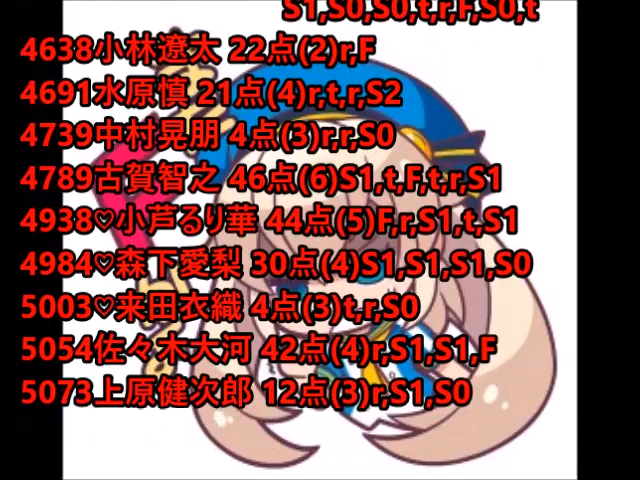 S1,S0,S0,t,r,F,S0,t
4638小林遼太 22点(2)r,F
4691水原慎 21点(4)r,t,r,S2
4739中村晃朋 4点(3)r,r,S0
4789古賀智之 46点(6)S1,t,F,t,r,S1
4938♡小芦るり華 44点(5)F,r,S1,t,S1
4984♡森下愛梨 30点(4)S1,S1,S1,S0
5003♡来田衣織 4点(3)t,r,S0
5054佐々木大河 42点(4)r,S1,S1,F
5073上原健次郎 12点(3)r,S1,S0